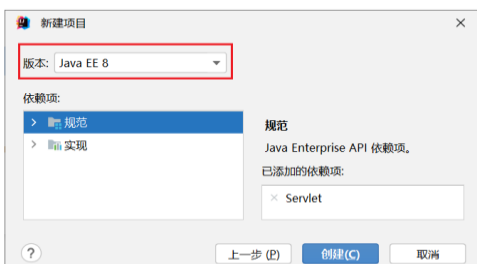 新建项目
版本: Java EE 8
依赖项:
规范
实现
规范
Java Enterprise API 依赖项。
已添加的依赖项:
× Servlet
?
上一步 (P)
创建(C)
取消